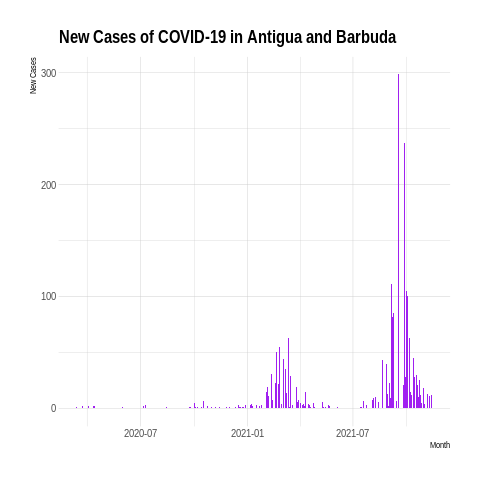 New Cases of COVID-19 in Antigua and Barbuda
New Cases
300
200
100
0
2020-07 2021-01 2021-07
Month